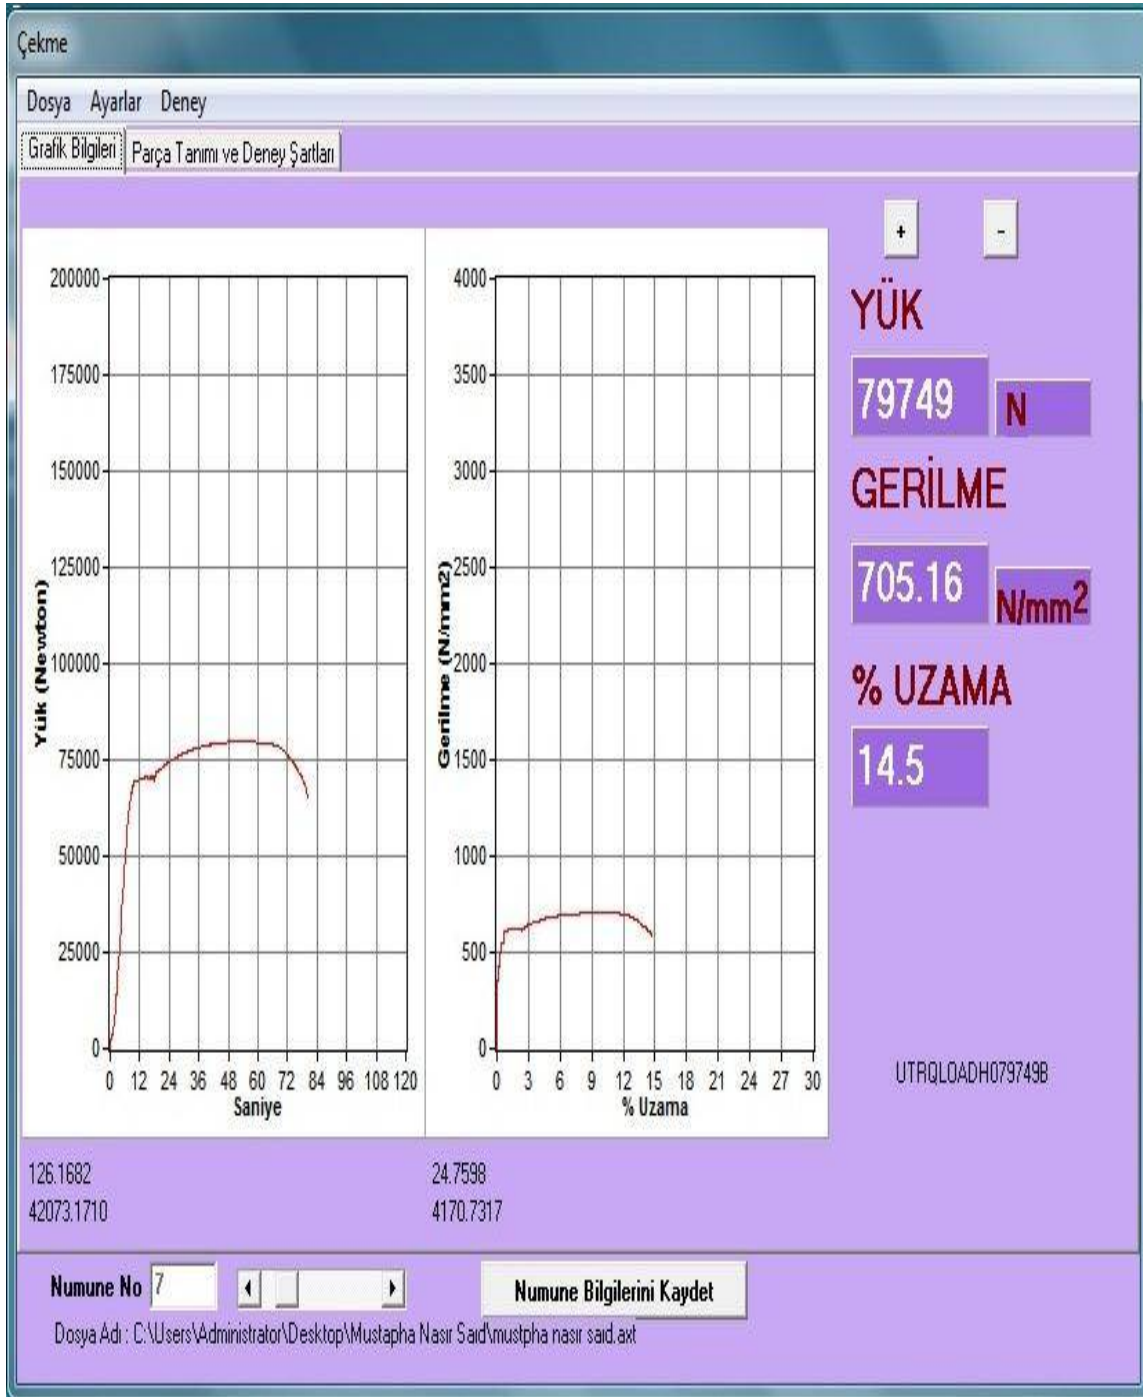 Çekme
Dosya Ayarlar Deney
Grafik Bilgileri Parça Tanımı ve Deney Şartları
+ -
200000
175000
150000
125000
100000
75000
50000
25000
0
Yük (Newton)
0 12 24 36 48 60 72 84 96 108 120
Saniye
4000
3500
3000
2500
2000
1500
1000
500
0
Gerilme (N/mm2)
0 3 6 9 12 15 18 21 24 27 30
% Uzama
YÜK
79749 N
GERİLME
705.16 N/mm2
% UZAMA
14.5
UTRQLOADH079749B
126.1682
42073.1710
24.7598
4170.7317
Numune No 7
Numune Bilgilerini Kaydet
Dosya Adı : C:\Users\Administrator\Desktop\Mustapha Nasır Saıd\mustpha nasır saıd.axt